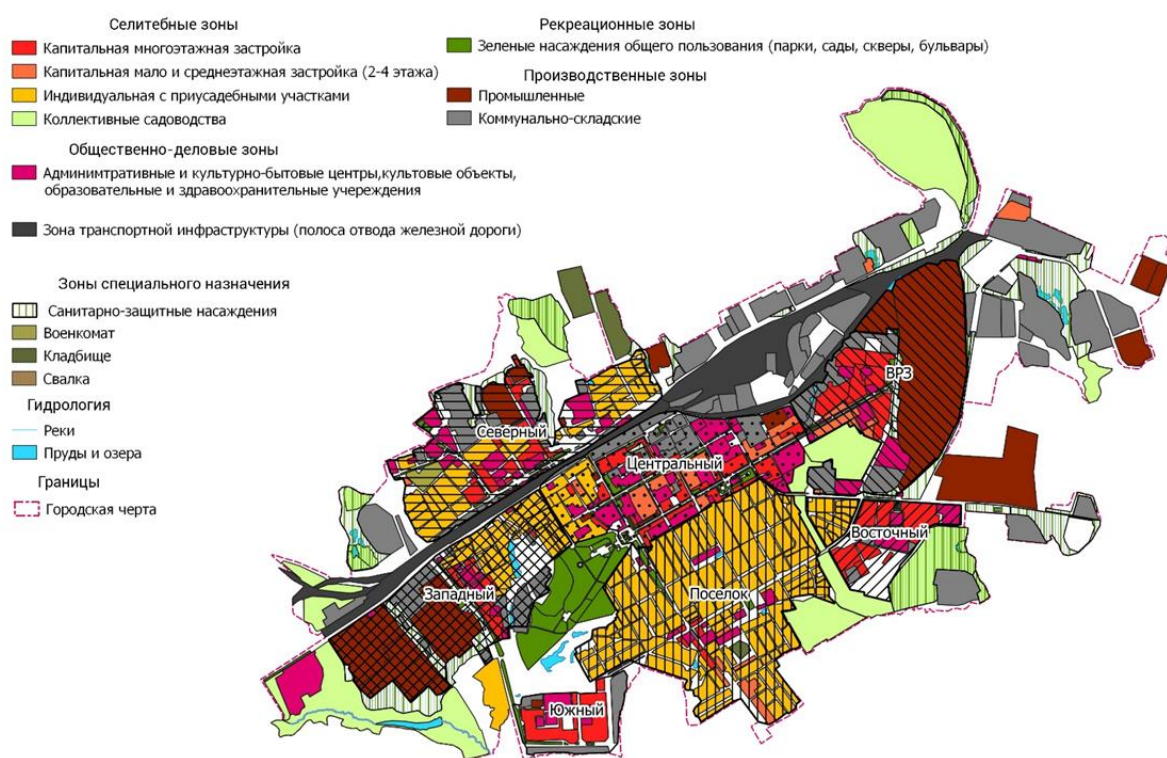 Селитебные зоны
Капитальная многоэтажная застройка
Капитальная мало и среднеэтажная застройка (2-4 этажа)
Индивидуальная с приусадебными участками
Коллективные садоводства
Общественно-деловые зоны
Админимтративные и культурно-бытовые центры,культовые объекты,
образовательные и здравоохранительные учереждения
Зона транспортной инфраструктуры (полоса отвода железной дороги)
Зоны специального назначения
Санитарно-защитные насаждения
Военкомат
Кладбище
Свалка
Гидрология
Реки
Пруды и озера
Границы
Городская черта
Рекреационные зоны
Зеленые насаждения общего пользования (парки, сады, скверы, бульвары)
Производственные зоны
Промышленные
Коммунально-складские
ВРЗ
Северный
Центральный
Восточный
Западный
Поселок
Южный